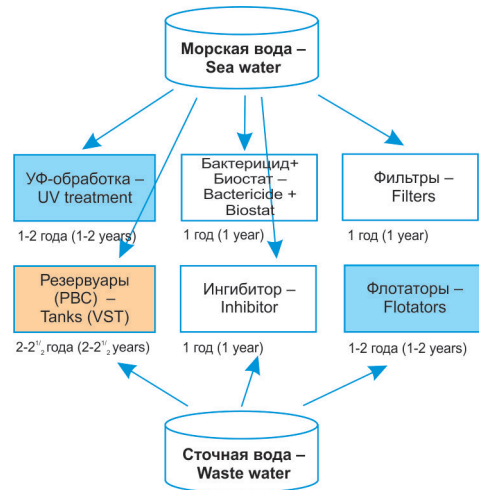 Морская вода –
Sea water
УФ-обработка –
UV treatment
1-2 года (1-2 years)
Бактерицид+
Биостат –
Bactericide +
Biostat
1 год (1 year)
Фильтры –
Filters
1 год (1 year)
Резервуары
(РВС) –
Tanks (VST)
2-2½ года (2-2½ years)
Ингибитор –
Inhibitor
1 год (1 year)
Флотаторы –
Flotators
1-2 года (1-2 years)
Сточная вода –
Waste water